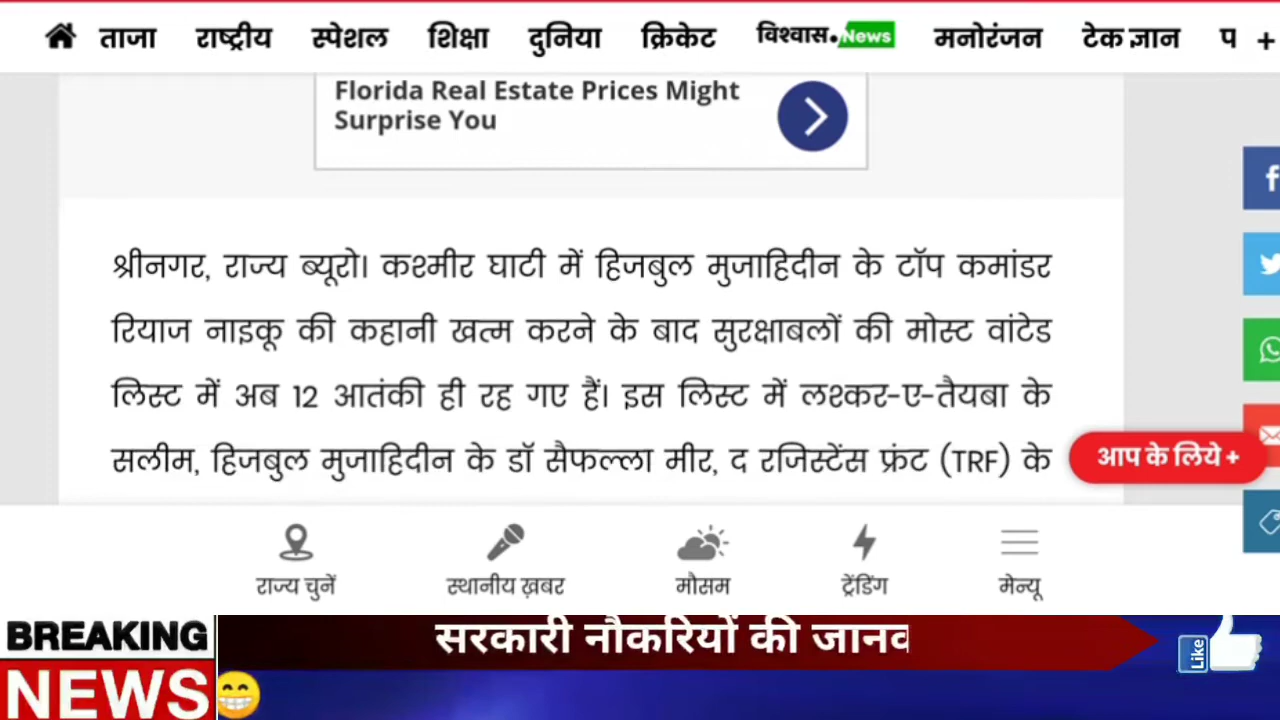 ताजा राष्ट्रीय स्पेशल शिक्षा दुनिया क्रिकेट विश्वास.News मनोरंजन टेक ज्ञान प +
Florida Real Estate Prices Might
Surprise You
श्रीनगर, राज्य ब्यूरो। कश्मीर घाटी में हिजबुल मुजाहिदीन के टॉप कमांडर
रियाज नाइकू की कहानी खत्म करने के बाद सुरक्षाबलों की मोस्ट वांटेड
लिस्ट में अब 12 आतंकी ही रह गए हैं। इस लिस्ट में लश्कर-ए-तैयबा के
सलीम, हिजबुल मुजाहिदीन के डॉ सैफल्ला मीर, द रजिस्टेंस फ्रंट (TRF) के
आप के लिये +
राज्य चुनें स्थानीय ख़बर मौसम ट्रेंडिंग मेन्यू
BREAKING
NEWS
सरकारी नौकरियों की जानव
Like